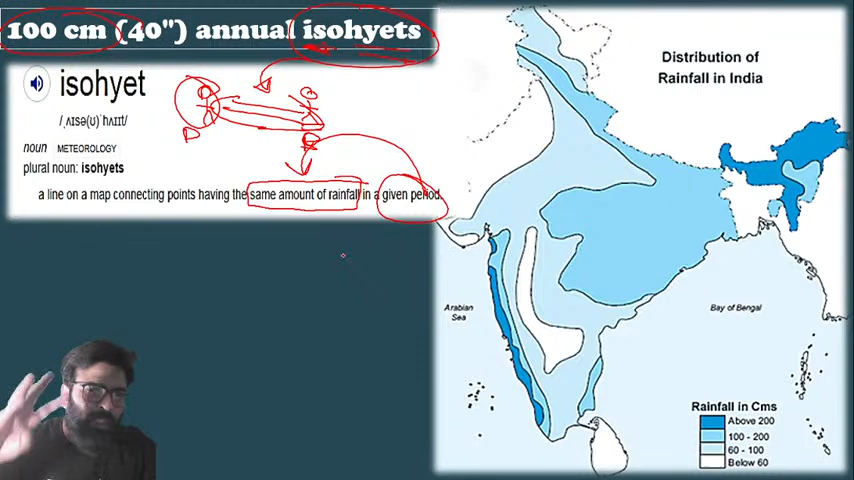 100 cm (40") annual isohyets
isohyet
/ˌʌɪsə(ʊ)ˈhʌɪɪt/
noun METEOROLOGY
plural noun: isohyets
a line on a map connecting points having the same amount of rainfall in a given period.
Distribution of
Rainfall in India
Arabian
Sea
Bay of Bengal
Rainfall in Cms
Above 200
100 - 200
60 - 100
Below 60